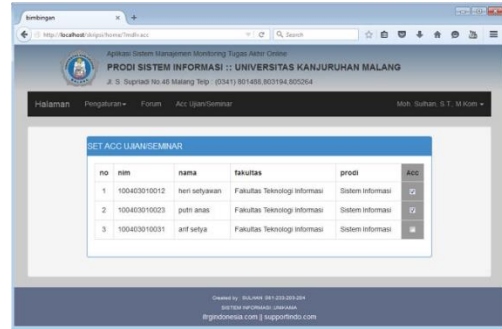 bimbingan
http://localhost/skripsi/home/?mdl=acc
Search
Aplikasi Sistem Manajemen Monitoring Tugas Akhir Online
PRODI SISTEM INFORMASI :: UNIVERSITAS KANJURUHAN MALANG
Jl. S. Supriadi No.48 Malang Telp : (0341) 801488,803194,805264
Halaman Pengaturan Forum Acc Ujian/Seminar Moh. Sulhan. S.T, M.Kom
SET ACC UJIAN/SEMINAR
no nim nama fakultas prodi Acc
1 100403010012 heri setyawan Fakultas Teknologi Informasi Sistem Informasi
2 100403010023 putri anas Fakultas Teknologi Informasi Sistem Informasi
3 100403010031 arif setya Fakultas Teknologi Informasi Sistem Informasi
Created by : SULHAN
SISTEM INFORMASI UNIKAMA
itrgindonesia.com || supportindo.com